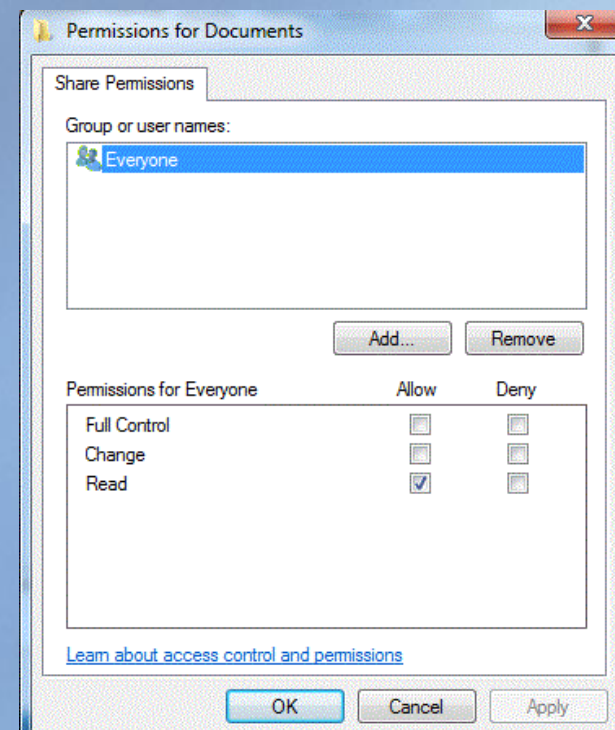 Permissions for Documents
Share Permissions
Group or user names:
Everyone
Add... Remove
Permissions for Everyone Allow Deny
Full Control
Change
Read
Learn about access control and permissions
OK Cancel Apply